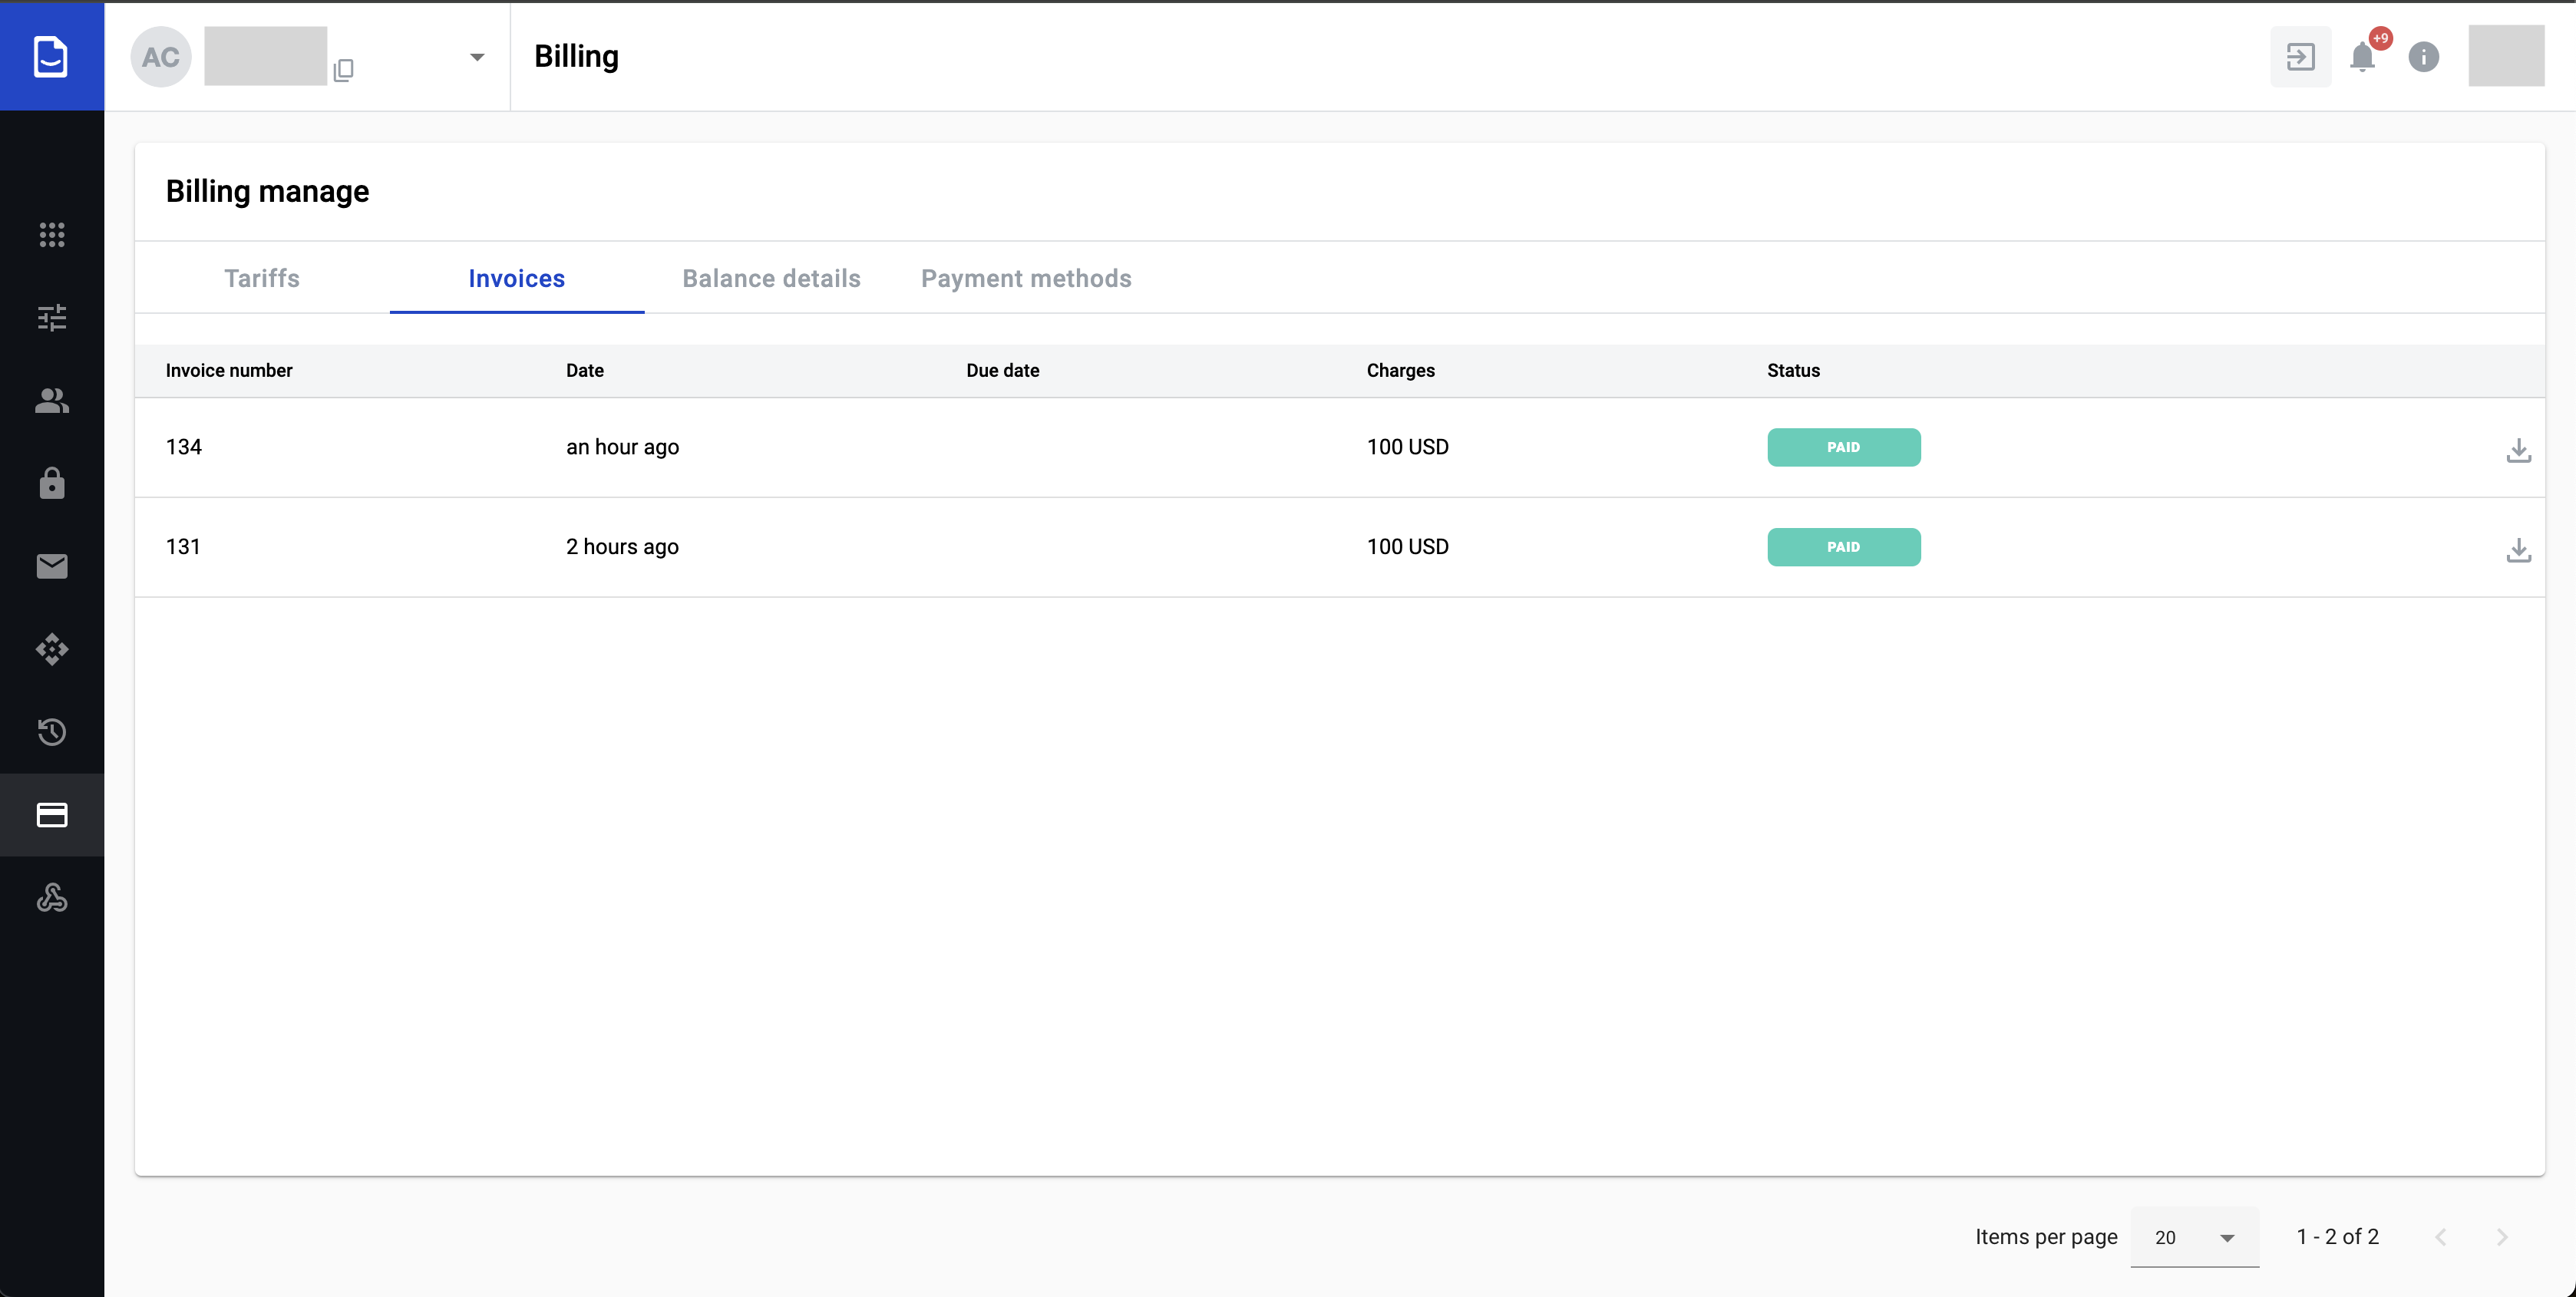 AC
Billing
+9
Billing manage
Tariffs Invoices Balance details Payment methods
Invoice number Date Due date Charges Status
134 an hour ago 100 USD PAID
131 2 hours ago 100 USD PAID
Items per page 20 1 - 2 of 2